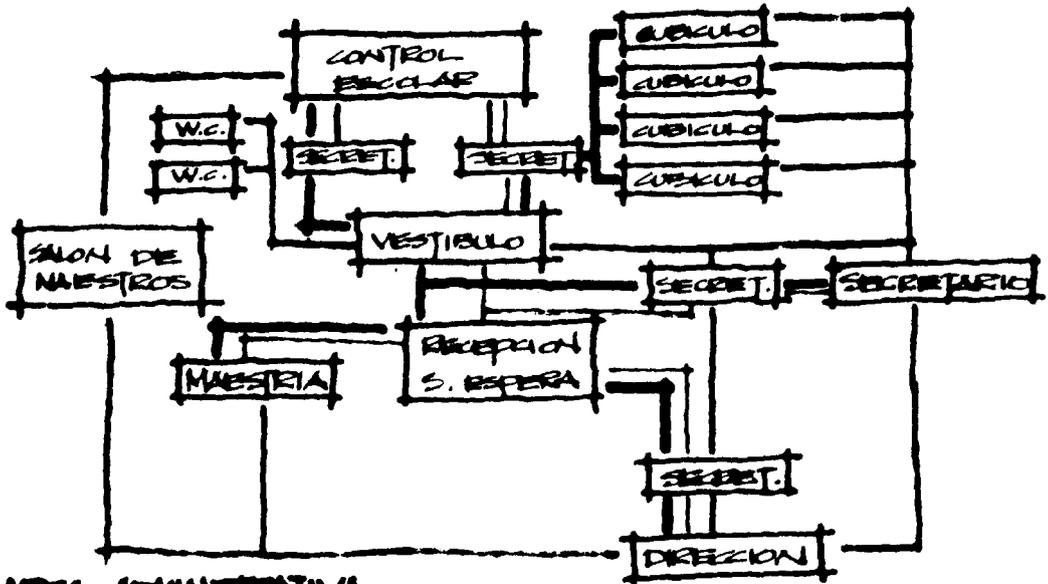 CONTROL
ESCOLAR
CUBICULO
CUBICULO
CUBICULO
CUBICULO
W.C.
W.C.
SECRET.
SECRET.
VESTIBULO
SALON DE
MAESTROS
SECRET.
SECRETARIO
RECEPCION
S. ESPERA
MAESTRIA
SECRET.
DIRECCION